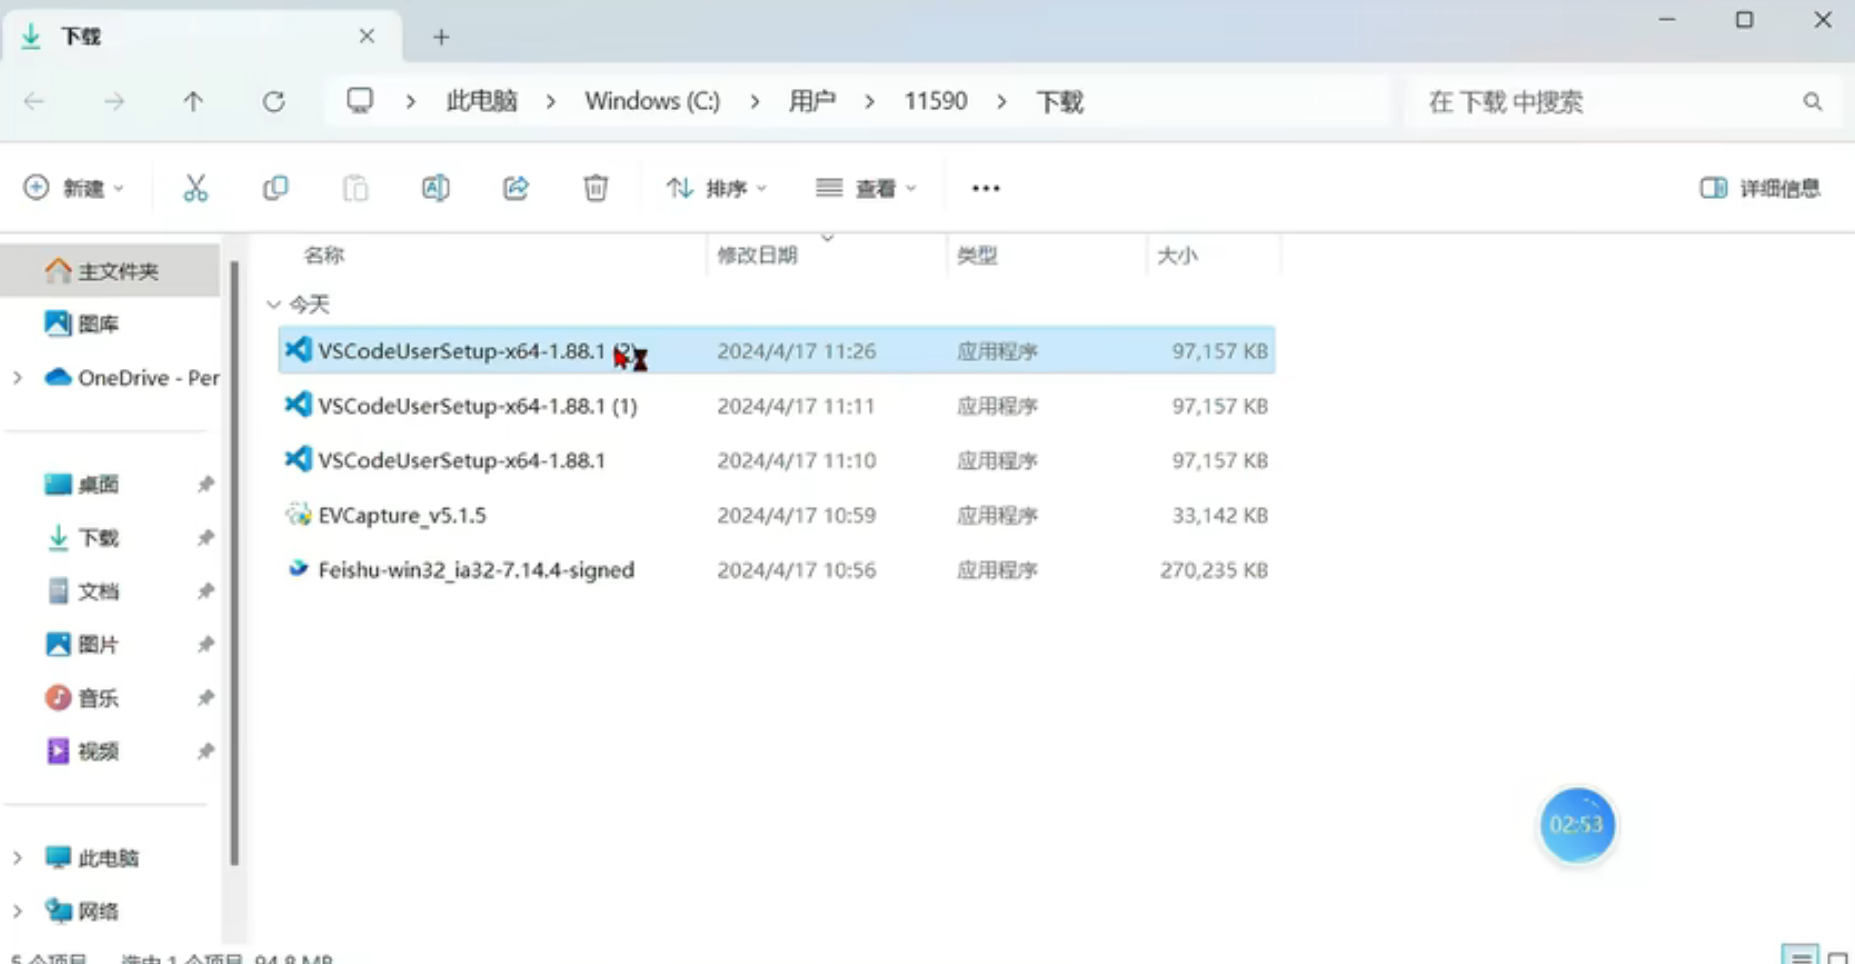 下载
此电脑 > Windows (C:) > 用户 > 11590 > 下载
在 下载 中搜索
新建
排序
查看
详细信息
名称 修改日期 类型 大小
今天
VSCodeUserSetup-x64-1.88.1 2024/4/17 11:26 应用程序 97,157 KB
VSCodeUserSetup-x64-1.88.1 (1) 2024/4/17 11:11 应用程序 97,157 KB
VSCodeUserSetup-x64-1.88.1 2024/4/17 11:10 应用程序 97,157 KB
EVCapture_v5.1.5 2024/4/17 10:59 应用程序 33,142 KB
Feishu-win32_ia32-7.14.4-signed 2024/4/17 10:56 应用程序 270,235 KB
主文件夹
图库
OneDrive - Per
桌面
下载
文档
图片
音乐
视频
此电脑
网络
02:53
5 个项目 选中 1 个项目 94.8 MB